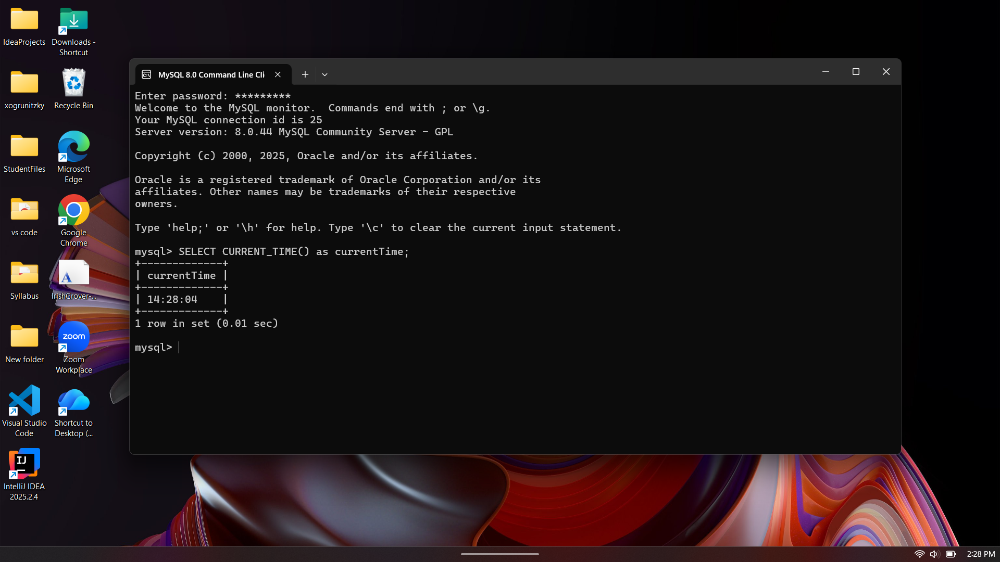 IdeaProjects
Downloads -
Shortcut
xogrunitzky
Recycle Bin
StudentFiles
Microsoft
Edge
vs code
Google
Chrome
Syllabus
A
IrishGrover-...
New folder
zoom
Zoom
Workplace
Visual Studio
Code
Shortcut to
Desktop (...
IJ
IntelliJ IDEA
2025.2.4
MySQL 8.0 Command Line Cli
Enter password: *********
Welcome to the MySQL monitor.  Commands end with ; or \g.
Your MySQL connection id is 25
Server version: 8.0.44 MySQL Community Server - GPL
Copyright (c) 2000, 2025, Oracle and/or its affiliates.
Oracle is a registered trademark of Oracle Corporation and/or its
affiliates. Other names may be trademarks of their respective
owners.
Type 'help;' or '\h' for help. Type '\c' to clear the current input statement.
mysql> SELECT CURRENT_TIME() as currentTime;
+-------------+
| currentTime |
+-------------+
| 14:28:04    |
+-------------+
1 row in set (0.01 sec)
mysql>
2:28 PM